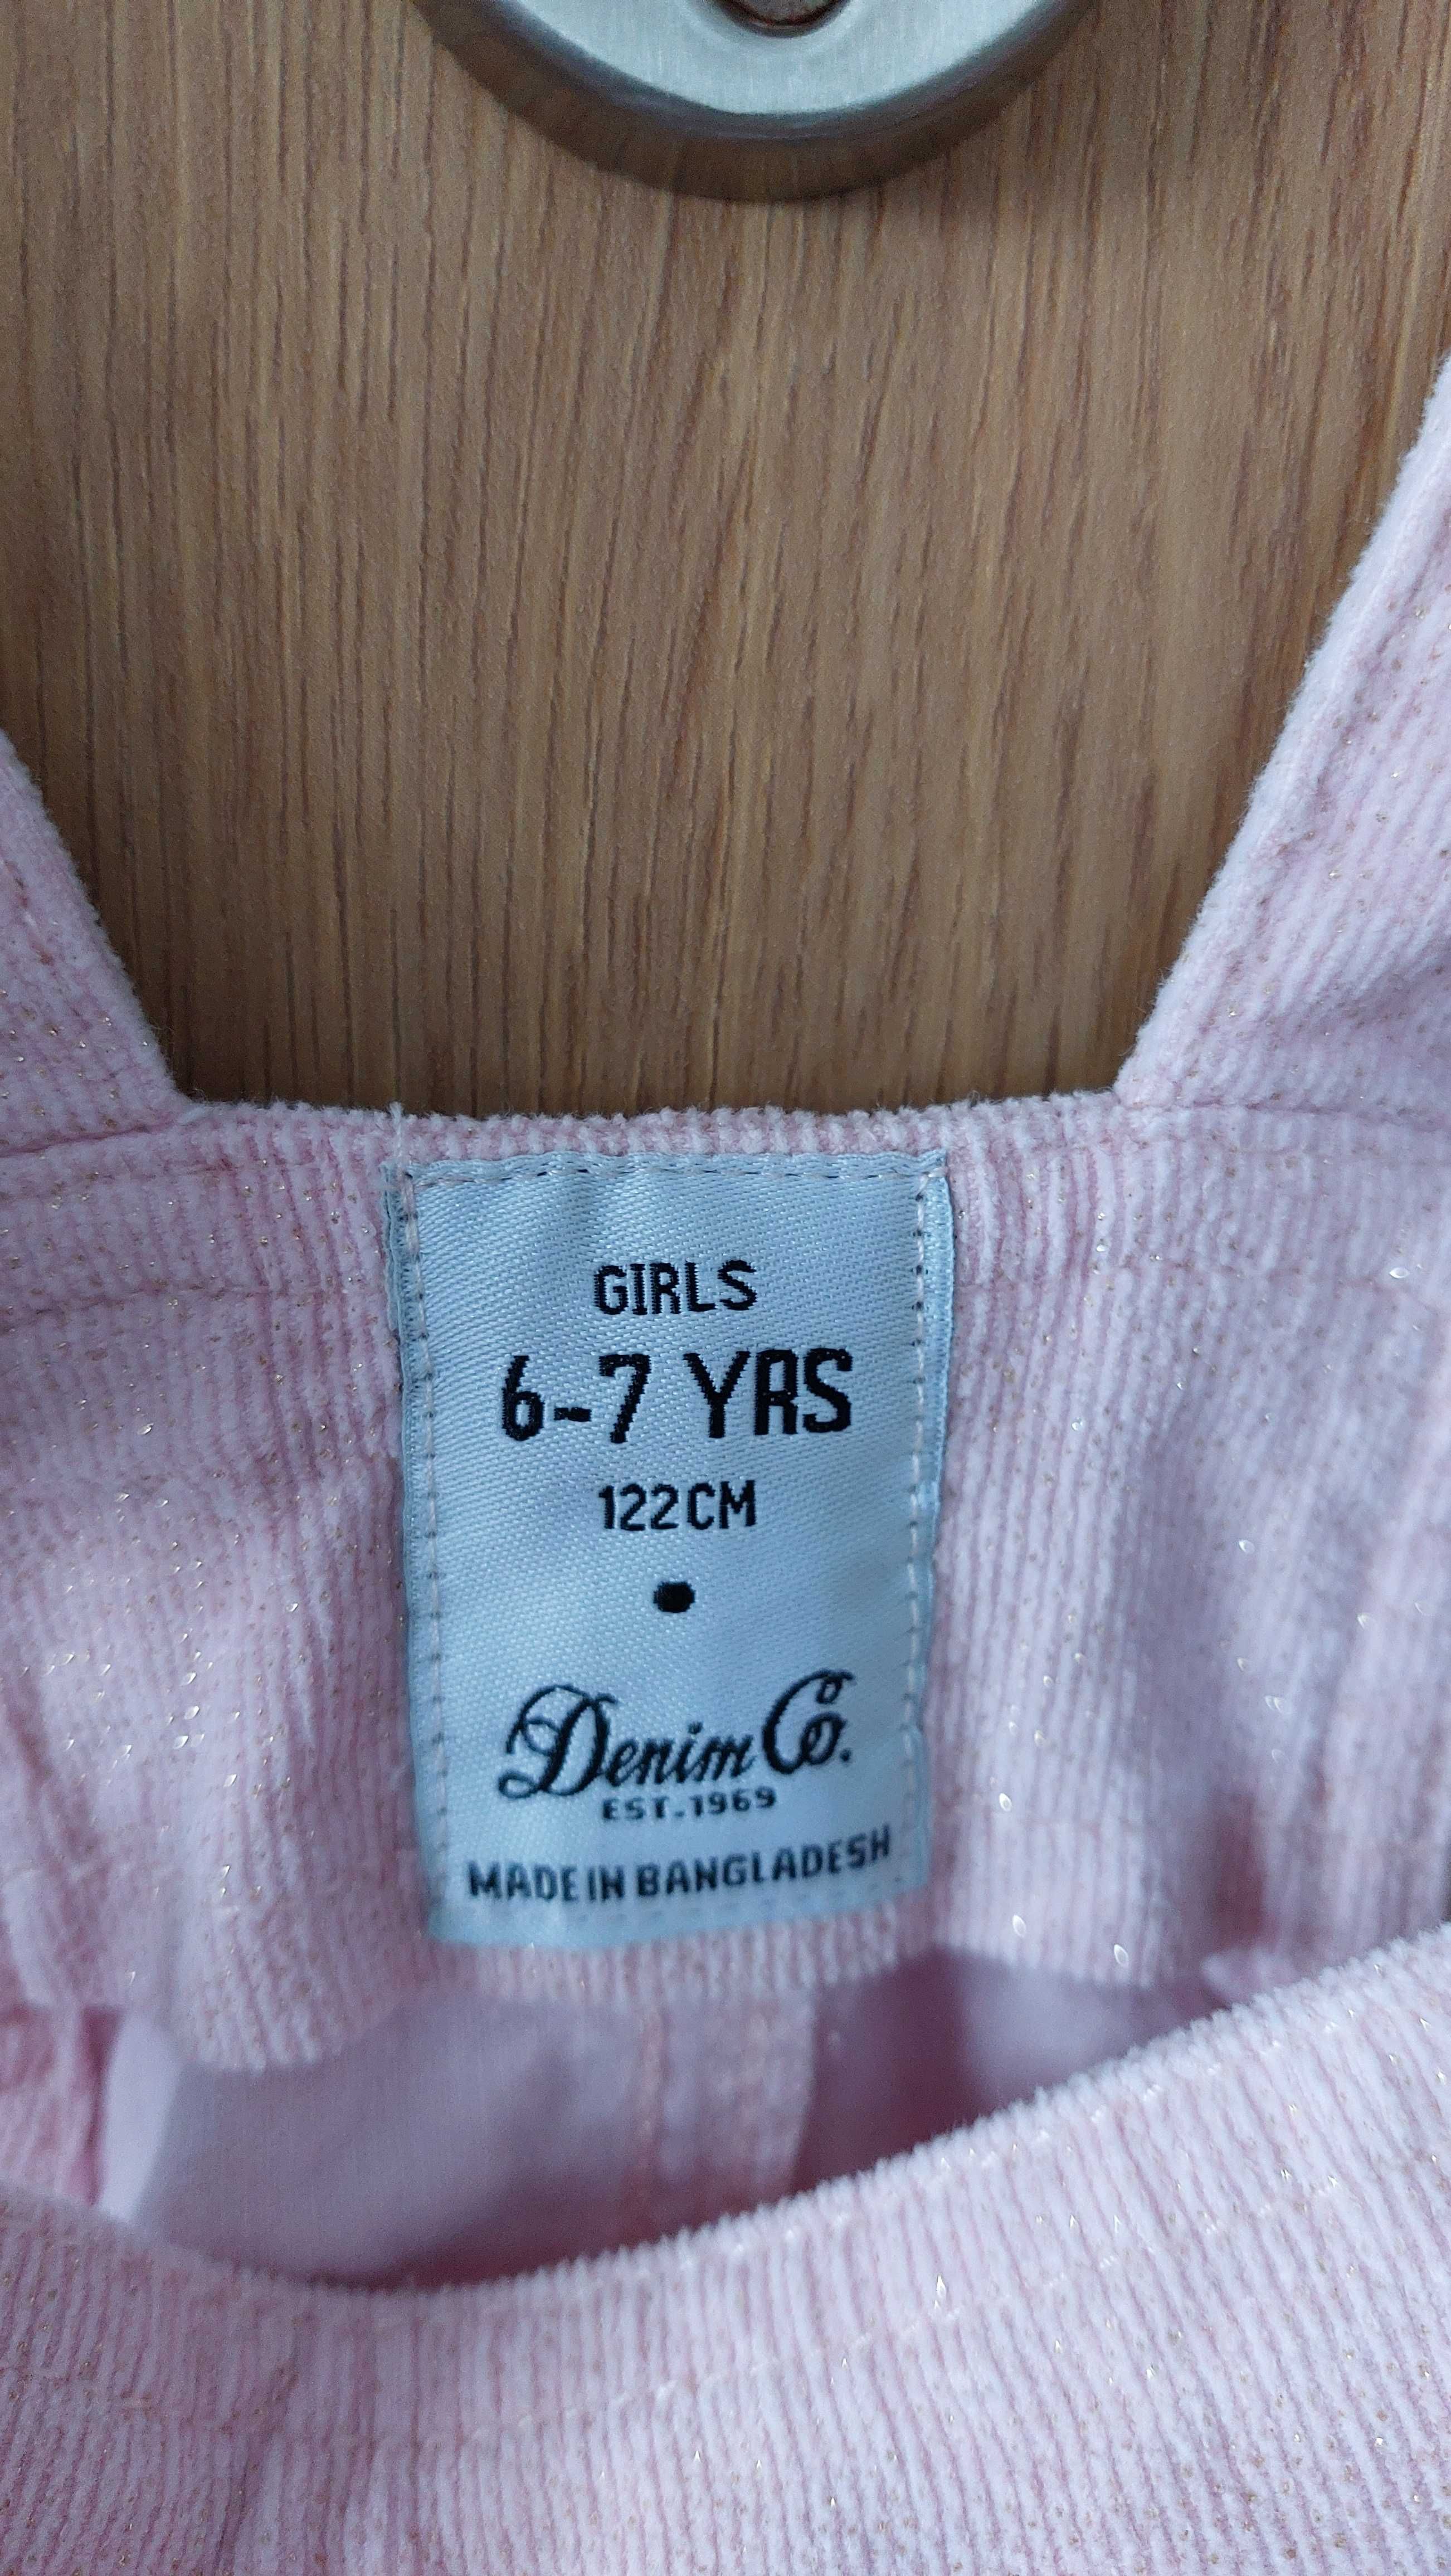 GIRLS
6-7 YRS
122CM
Denim Co.
EST. 1969
MADE IN BANGLADESH